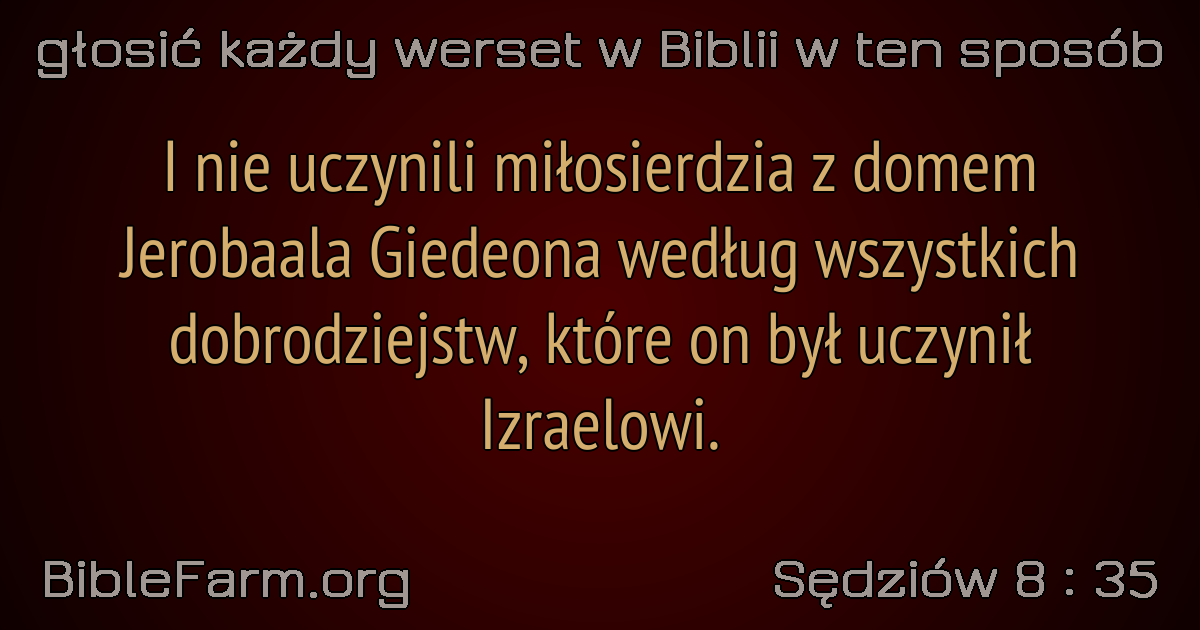 głosić każdy werset w Biblii w ten sposób
I nie uczynili miłosierdzia z domem
Jerobaala Giedeona według wszystkich
dobrodziejstw, które on był uczynił
Izraelowi.
BibleFarm.org
Sędziów 8 : 35